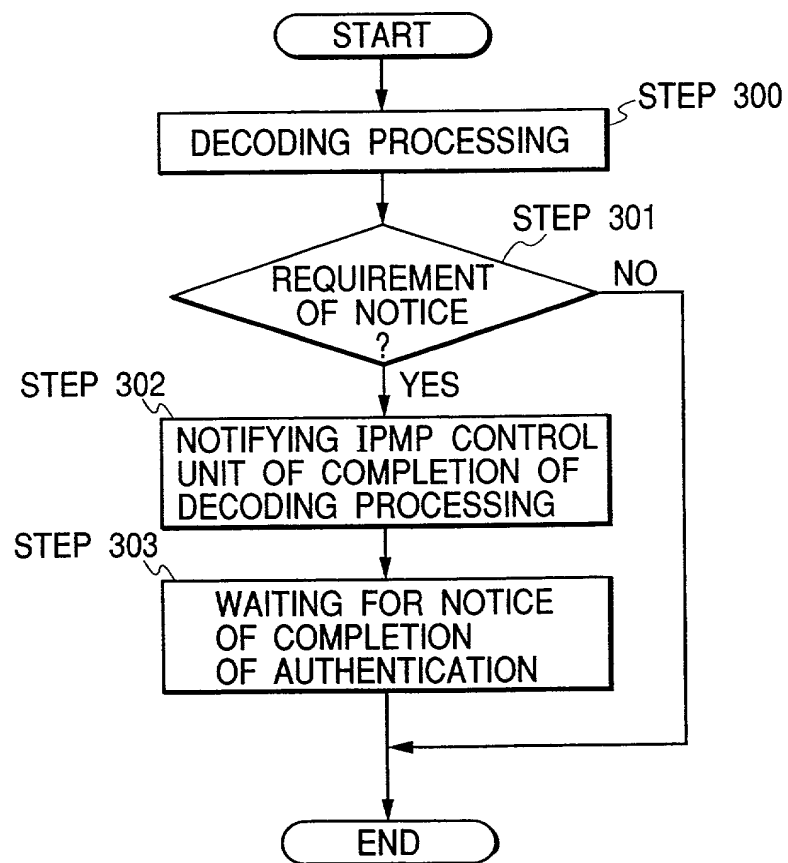 START
STEP 300
DECODING PROCESSING
STEP 301
REQUIREMENT
OF NOTICE
?
NO
YES
STEP 302
NOTIFYING IPMP CONTROL
UNIT OF COMPLETION OF
DECODING PROCESSING
STEP 303
WAITING FOR NOTICE
OF COMPLETION
OF AUTHENTICATION
END